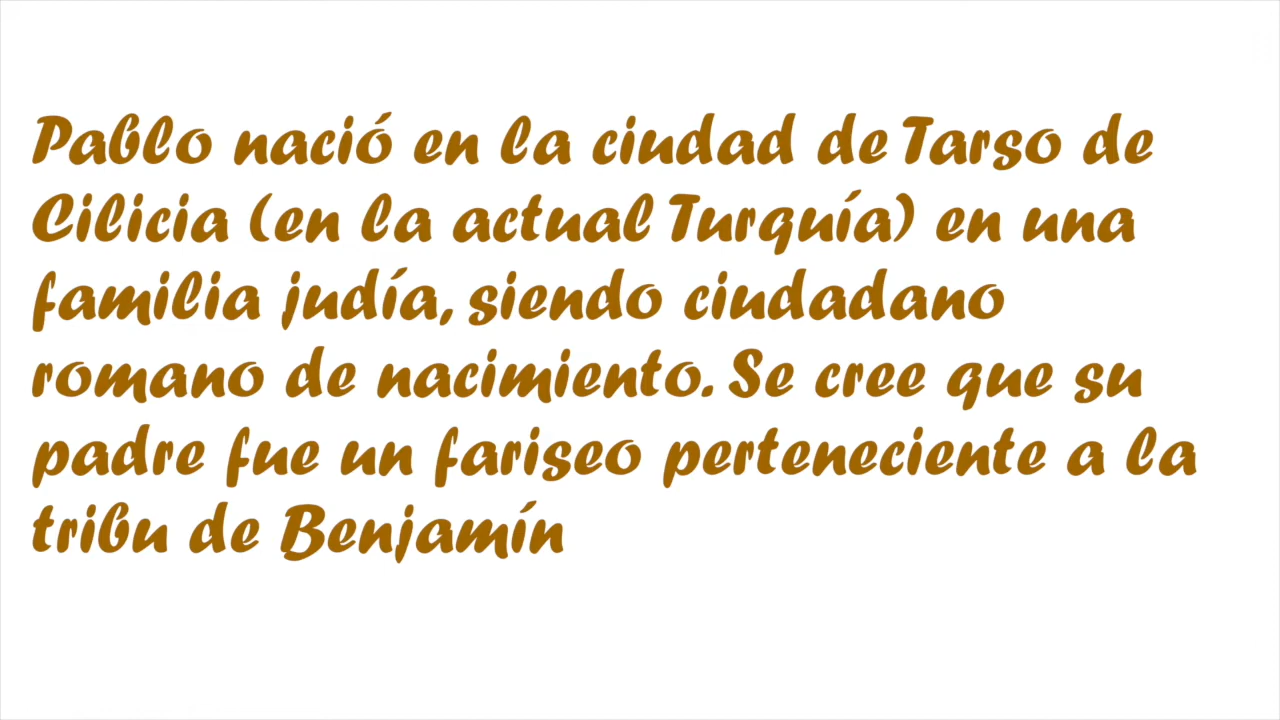 Pablo nació en la ciudad de Tarso de
Cilicia (en la actual Turquía) en una
familia judía, siendo ciudadano
romano de nacimiento. Se cree que su
padre fue un fariseo perteneciente a la
tribu de Benjamín